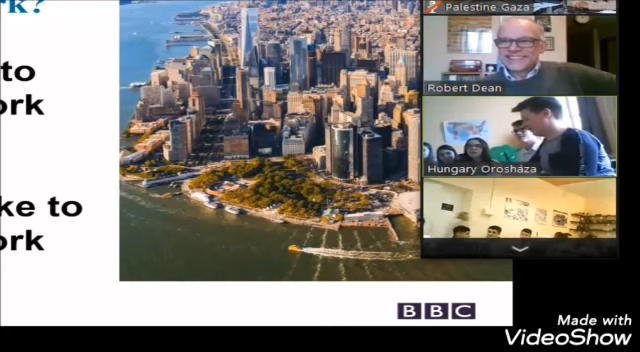 rk?
to
ork
ke to
ork
Palestine Gaza
Robert Dean
Hungary Orosháza
BBC
Made with
VideoShow